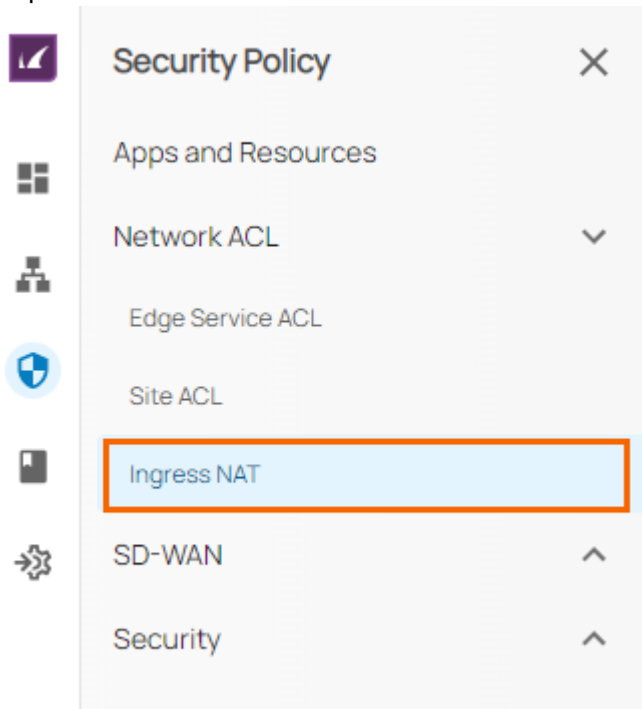 Security Policy
Apps and Resources
Network ACL
Edge Service ACL
Site ACL
Ingress NAT
SD-WAN
Security